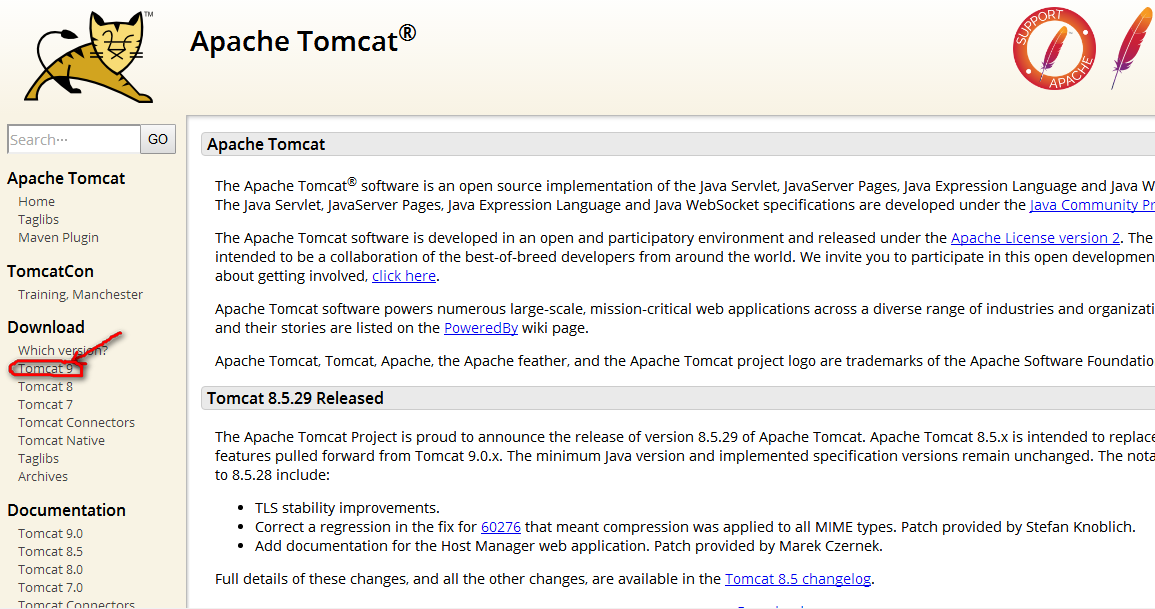 TM
Apache Tomcat®
SUPPORT
APACHE
Search···
GO
Apache Tomcat
Home
Taglibs
Maven Plugin
TomcatCon
Training, Manchester
Download
Which version?
Tomcat 9
Tomcat 8
Tomcat 7
Tomcat Connectors
Tomcat Native
Taglibs
Archives
Documentation
Tomcat 9.0
Tomcat 8.5
Tomcat 8.0
Tomcat 7.0
Tomcat Connectors
Apache Tomcat
The Apache Tomcat® software is an open source implementation of the Java Servlet, JavaServer Pages, Java Expression Language and Java W
The Java Servlet, JavaServer Pages, Java Expression Language and Java WebSocket specifications are developed under the Java Community Pr
The Apache Tomcat software is developed in an open and participatory environment and released under the Apache License version 2. The
intended to be a collaboration of the best-of-breed developers from around the world. We invite you to participate in this open developmen
about getting involved, click here.
Apache Tomcat software powers numerous large-scale, mission-critical web applications across a diverse range of industries and organizati
and their stories are listed on the PoweredBy wiki page.
Apache Tomcat, Tomcat, Apache, the Apache feather, and the Apache Tomcat project logo are trademarks of the Apache Software Foundatio
Tomcat 8.5.29 Released
The Apache Tomcat Project is proud to announce the release of version 8.5.29 of Apache Tomcat. Apache Tomcat 8.5.x is intended to replace
features pulled forward from Tomcat 9.0.x. The minimum Java version and implemented specification versions remain unchanged. The nota
to 8.5.28 include:
• TLS stability improvements.
• Correct a regression in the fix for 60276 that meant compression was applied to all MIME types. Patch provided by Stefan Knoblich.
• Add documentation for the Host Manager web application. Patch provided by Marek Czernek.
Full details of these changes, and all the other changes, are available in the Tomcat 8.5 changelog.